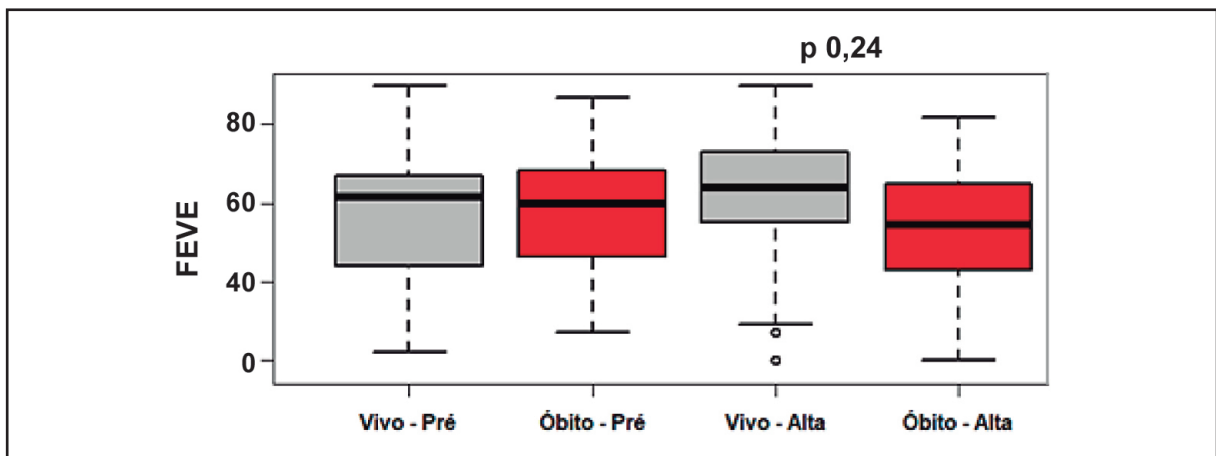 p 0,24
80
60
40
0
FEVE
Vivo - Pré
Óbito - Pré
Vivo - Alta
Óbito - Alta